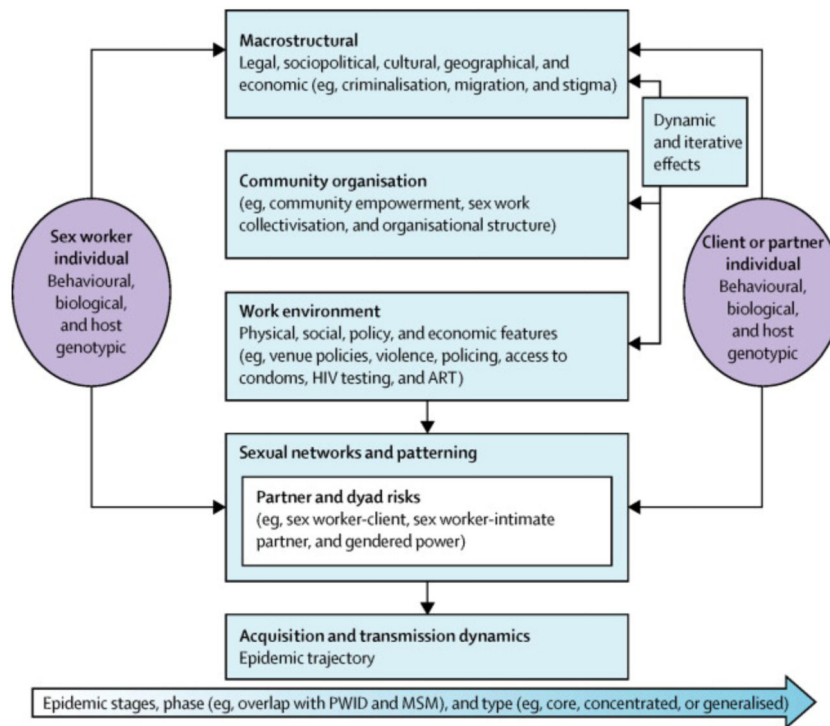 Macrostructural
Legal, sociopolitical, cultural, geographical, and
economic (eg, criminalisation, migration, and stigma)
Dynamic
and iterative
effects
Community organisation
(eg, community empowerment, sex work
collectivisation, and organisational structure)
Sex worker
individual
Behavioural,
biological,
and host
genotypic
Client or partner
individual
Behavioural,
biological,
and host
genotypic
Work environment
Physical, social, policy, and economic features
(eg, venue policies, violence, policing, access to
condoms, HIV testing, and ART)
Sexual networks and patterning
Partner and dyad risks
(eg, sex worker-client, sex worker-intimate
partner, and gendered power)
Acquisition and transmission dynamics
Epidemic trajectory
Epidemic stages, phase (eg, overlap with PWID and MSM), and type (eg, core, concentrated, or generalised)